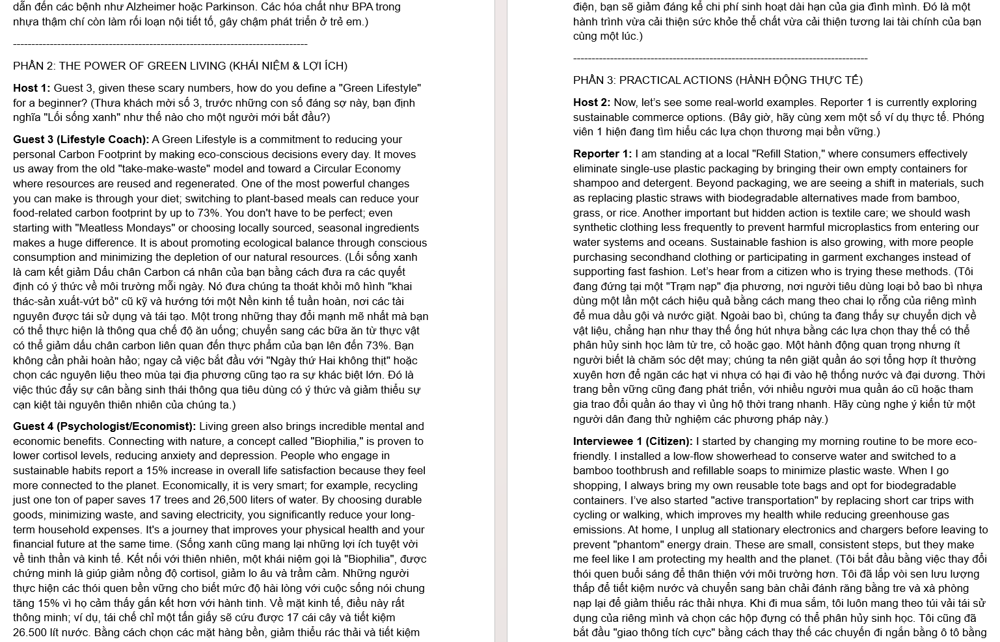 dẫn đến các bệnh như Alzheimer hoặc Parkinson. Các hóa chất như BPA trong
nhựa thậm chí còn làm rối loạn nội tiết tố, gây chậm phát triển ở trẻ em.)
--------------------------------------------------------------------------------
PHẦN 2: THE POWER OF GREEN LIVING (KHÁI NIỆM & LỢI ÍCH)
Host 1: Guest 3, given these scary numbers, how do you define a "Green Lifestyle"
for a beginner? (Thưa khách mời số 3, trước những con số đáng sợ này, bạn định
nghĩa "Lối sống xanh" như thế nào cho một người mới bắt đầu?)
Guest 3 (Lifestyle Coach): A Green Lifestyle is a commitment to reducing your
personal Carbon Footprint by making eco-conscious decisions every day. It moves
us away from the old "take-make-waste" model and toward a Circular Economy
where resources are reused and regenerated. One of the most powerful changes
you can make is through your diet; switching to plant-based meals can reduce your
food-related carbon footprint by up to 73%. You don't have to be perfect; even
starting with "Meatless Mondays" or choosing locally sourced, seasonal ingredients
makes a huge difference. It is about promoting ecological balance through conscious
consumption and minimizing the depletion of our natural resources. (Lối sống xanh
là cam kết giảm Dấu chân Carbon cá nhân của bạn bằng cách đưa ra các quyết
định có ý thức về môi trường mỗi ngày. Nó đưa chúng ta thoát khỏi mô hình "khai
thác-sản xuất-vứt bỏ" cũ kỹ và hướng tới một Nền kinh tế tuần hoàn, nơi các tài
nguyên được tái sử dụng và tái tạo. Một trong những thay đổi mạnh mẽ nhất mà bạn
có thể thực hiện là thông qua chế độ ăn uống; chuyển sang các bữa ăn từ thực vật
có thể giảm dấu chân carbon liên quan đến thực phẩm của bạn lên đến 73%. Bạn
không cần phải hoàn hảo; ngay cả việc bắt đầu với "Ngày thứ Hai không thịt" hoặc
chọn các nguyên liệu theo mùa tại địa phương cũng tạo ra sự khác biệt lớn. Đó là
việc thúc đẩy sự cân bằng sinh thái thông qua tiêu dùng có ý thức và giảm thiểu sự
cạn kiệt tài nguyên thiên nhiên của chúng ta.)
Guest 4 (Psychologist/Economist): Living green also brings incredible mental and
economic benefits. Connecting with nature, a concept called "Biophilia," is proven to
lower cortisol levels, reducing anxiety and depression. People who engage in
sustainable habits report a 15% increase in overall life satisfaction because they feel
more connected to the planet. Economically, it is very smart; for example, recycling
just one ton of paper saves 17 trees and 26,500 liters of water. By choosing durable
goods, minimizing waste, and saving electricity, you significantly reduce your long-
term household expenses. It's a journey that improves your physical health and your
financial future at the same time. (Sống xanh cũng mang lại những lợi ích tuyệt vời
về tinh thần và kinh tế. Kết nối với thiên nhiên, một khái niệm gọi là "Biophilia", được
chứng minh là giúp giảm nồng độ cortisol, giảm lo âu và trầm cảm. Những người
thực hiện các thói quen bền vững cho biết mức độ hài lòng với cuộc sống nói chung
tăng 15% vì họ cảm thấy gắn kết hơn với hành tinh. Về mặt kinh tế, điều này rất
thông minh; ví dụ, tái chế chỉ một tấn giấy sẽ cứu được 17 cái cây và tiết kiệm
26.500 lít nước. Bằng cách chọn các mặt hàng bền, giảm thiểu rác thải và tiết kiệm
điện, bạn sẽ giảm đáng kể chi phí sinh hoạt dài hạn của gia đình mình. Đó là một
hành trình vừa cải thiện sức khỏe thể chất vừa cải thiện tương lai tài chính của bạn
cùng một lúc.)
--------------------------------------------------------------------------------
PHẦN 3: PRACTICAL ACTIONS (HÀNH ĐỘNG THỰC TẾ)
Host 2: Now, let’s see some real-world examples. Reporter 1 is currently exploring
sustainable commerce options. (Bây giờ, hãy cùng xem một số ví dụ thực tế. Phóng
viên 1 hiện đang tìm hiểu các lựa chọn thương mại bền vững.)
Reporter 1: I am standing at a local "Refill Station," where consumers effectively
eliminate single-use plastic packaging by bringing their own empty containers for
shampoo and detergent. Beyond packaging, we are seeing a shift in materials, such
as replacing plastic straws with biodegradable alternatives made from bamboo,
grass, or rice. Another important but hidden action is textile care; we should wash
synthetic clothing less frequently to prevent harmful microplastics from entering our
water systems and oceans. Sustainable fashion is also growing, with more people
purchasing secondhand clothing or participating in garment exchanges instead of
supporting fast fashion. Let’s hear from a citizen who is trying these methods. (Tôi
đang đứng tại một "Trạm nạp" địa phương, nơi người tiêu dùng loại bỏ bao bì nhựa
dùng một lần một cách hiệu quả bằng cách mang theo chai lọ rỗng của riêng mình
để mua dầu gội và nước giặt. Ngoài bao bì, chúng ta đang thấy sự chuyển dịch về
vật liệu, chẳng hạn như thay thế ống hút nhựa bằng các lựa chọn thay thế có thể
phân hủy sinh học làm từ tre, cỏ hoặc gạo. Một hành động quan trọng nhưng ít
người biết là chăm sóc dệt may; chúng ta nên giặt quần áo sợi tổng hợp ít thường
xuyên hơn để ngăn các hạt vi nhựa có hại đi vào hệ thống nước và đại dương. Thời
trang bền vững cũng đang phát triển, với nhiều người mua quần áo cũ hoặc tham
gia trao đổi quần áo thay vì ủng hộ thời trang nhanh. Hãy cùng nghe ý kiến từ một
người dân đang thử nghiệm các phương pháp này.)
Interviewee 1 (Citizen): I started by changing my morning routine to be more eco-
friendly. I installed a low-flow showerhead to conserve water and switched to a
bamboo toothbrush and refillable soaps to minimize plastic waste. When I go
shopping, I always bring my own reusable tote bags and opt for biodegradable
containers. I’ve also started "active transportation" by replacing short car trips with
cycling or walking, which improves my health while reducing greenhouse gas
emissions. At home, I unplug all stationary electronics and chargers before leaving to
prevent "phantom" energy drain. These are small, consistent steps, but they make
me feel like I am protecting my health and the planet. (Tôi bắt đầu bằng việc thay đổi
thói quen buổi sáng để thân thiện với môi trường hơn. Tôi đã lắp vòi sen lưu lượng
thấp để tiết kiệm nước và chuyển sang bàn chải đánh răng bằng tre và xà phòng
nạp lại để giảm thiểu rác thải nhựa. Khi đi mua sắm, tôi luôn mang theo túi vải tái sử
dụng của riêng mình và chọn các hộp đựng có thể phân hủy sinh học. Tôi cũng đã
bắt đầu "giao thông tích cực" bằng cách thay thế các chuyến đi ngắn bằng ô tô bằng